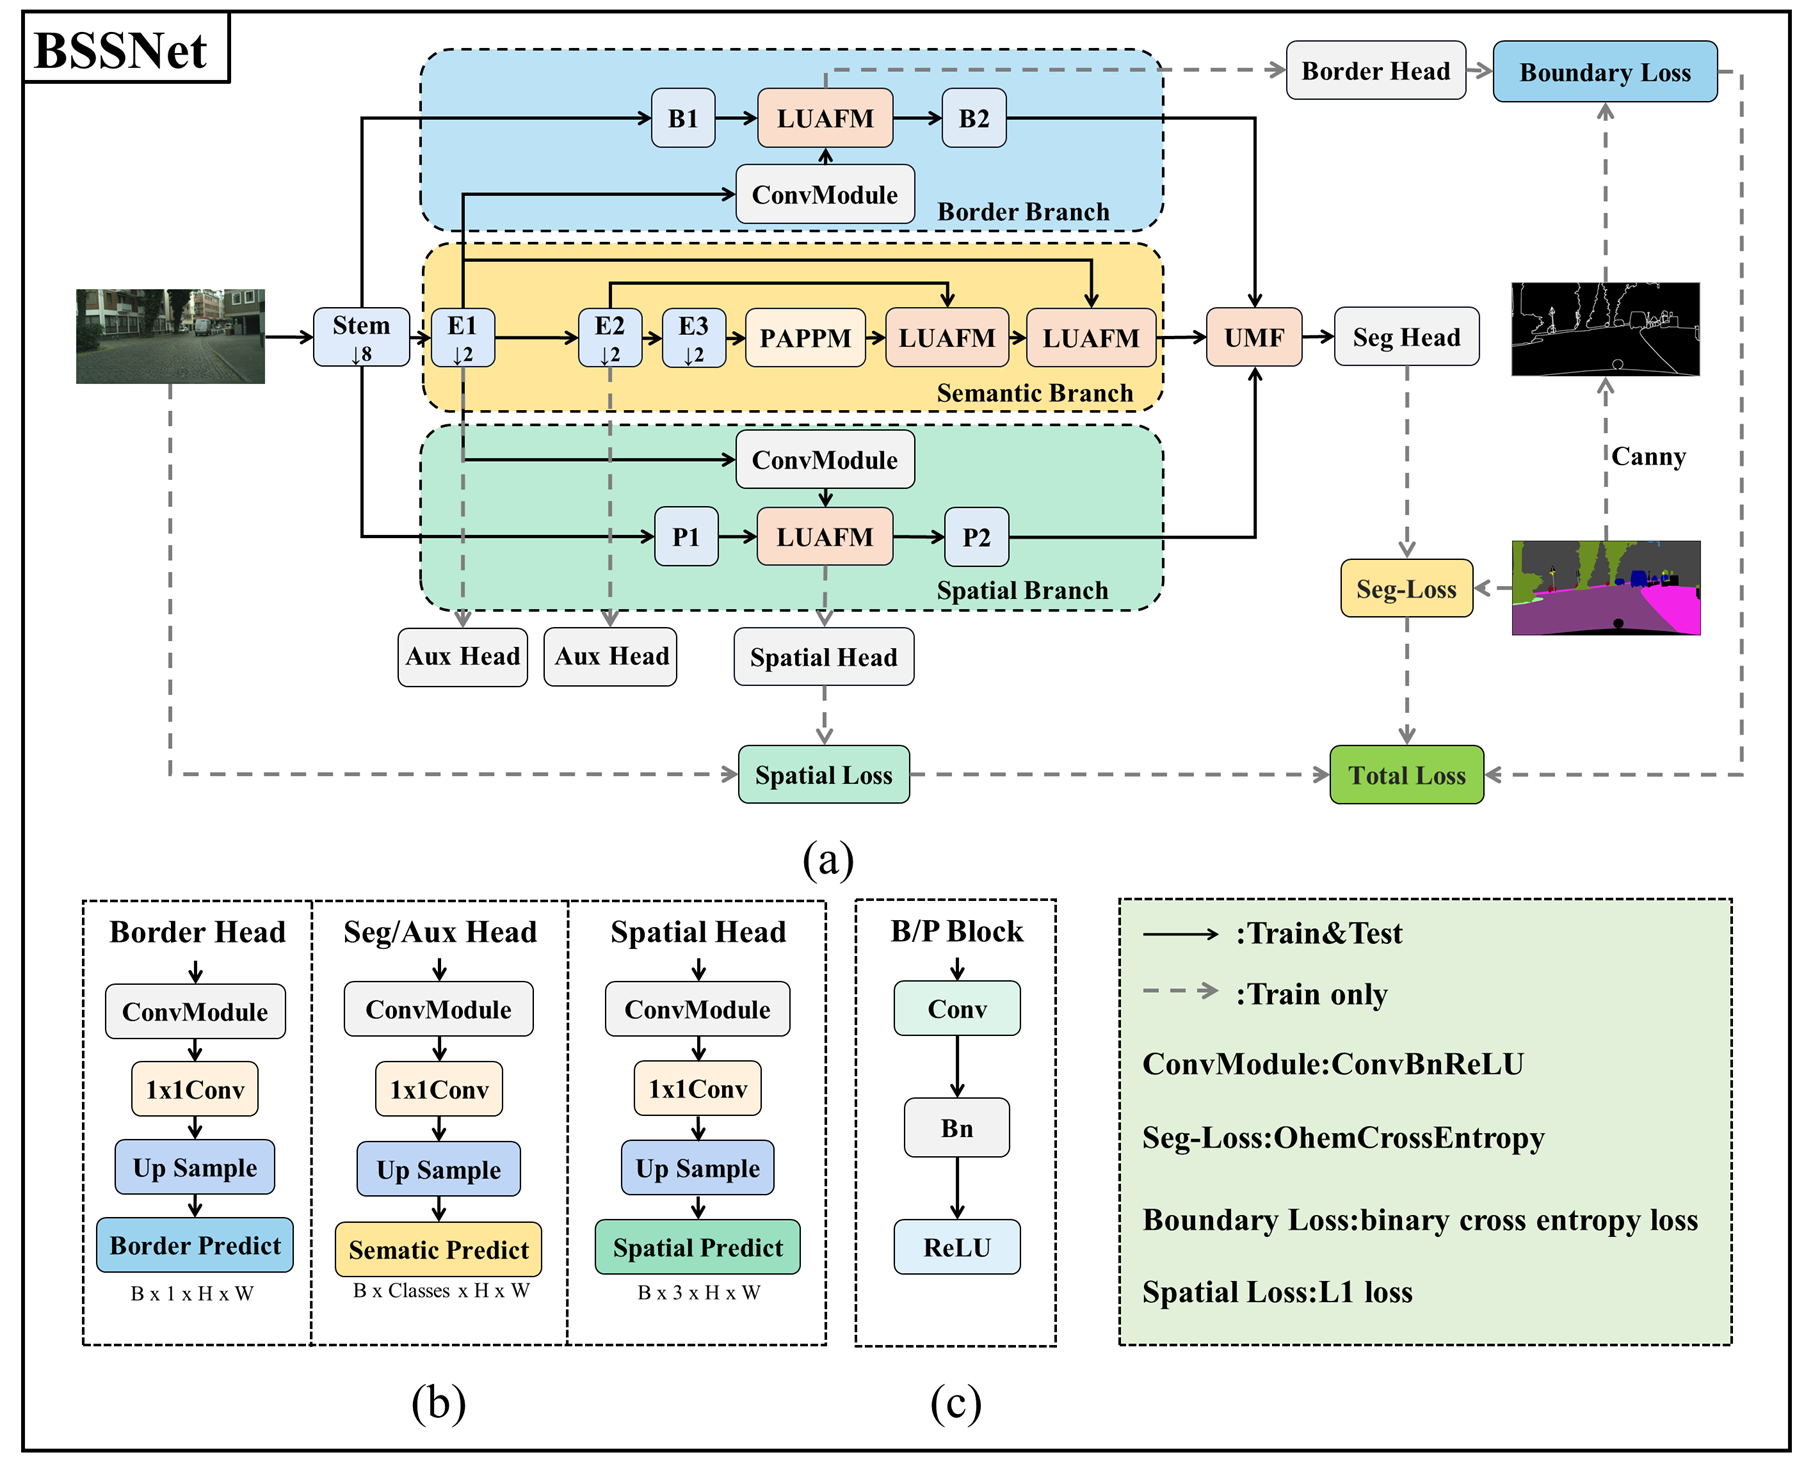 BSSNet
Border Head
Boundary Loss
B1
LUAFM
B2
ConvModule
Border Branch
Stem
↓8
E1
↓2
E2
↓2
E3
↓2
PAPPM
LUAFM
LUAFM
UMF
Seg Head
Semantic Branch
ConvModule
Canny
P1
LUAFM
P2
Spatial Branch
Seg-Loss
Aux Head
Aux Head
Spatial Head
Spatial Loss
Total Loss
(a)
Border Head
ConvModule
1x1Conv
Up Sample
Border Predict
B x 1 x H x W
Seg/Aux Head
ConvModule
1x1Conv
Up Sample
Sematic Predict
B x Classes x H x W
Spatial Head
ConvModule
1x1Conv
Up Sample
Spatial Predict
B x 3 x H x W
(b)
B/P Block
Conv
Bn
ReLU
(c)
:Train&Test
:Train only
ConvModule:ConvBnReLU
Seg-Loss:OhemCrossEntropy
Boundary Loss:binary cross entropy loss
Spatial Loss:L1 loss